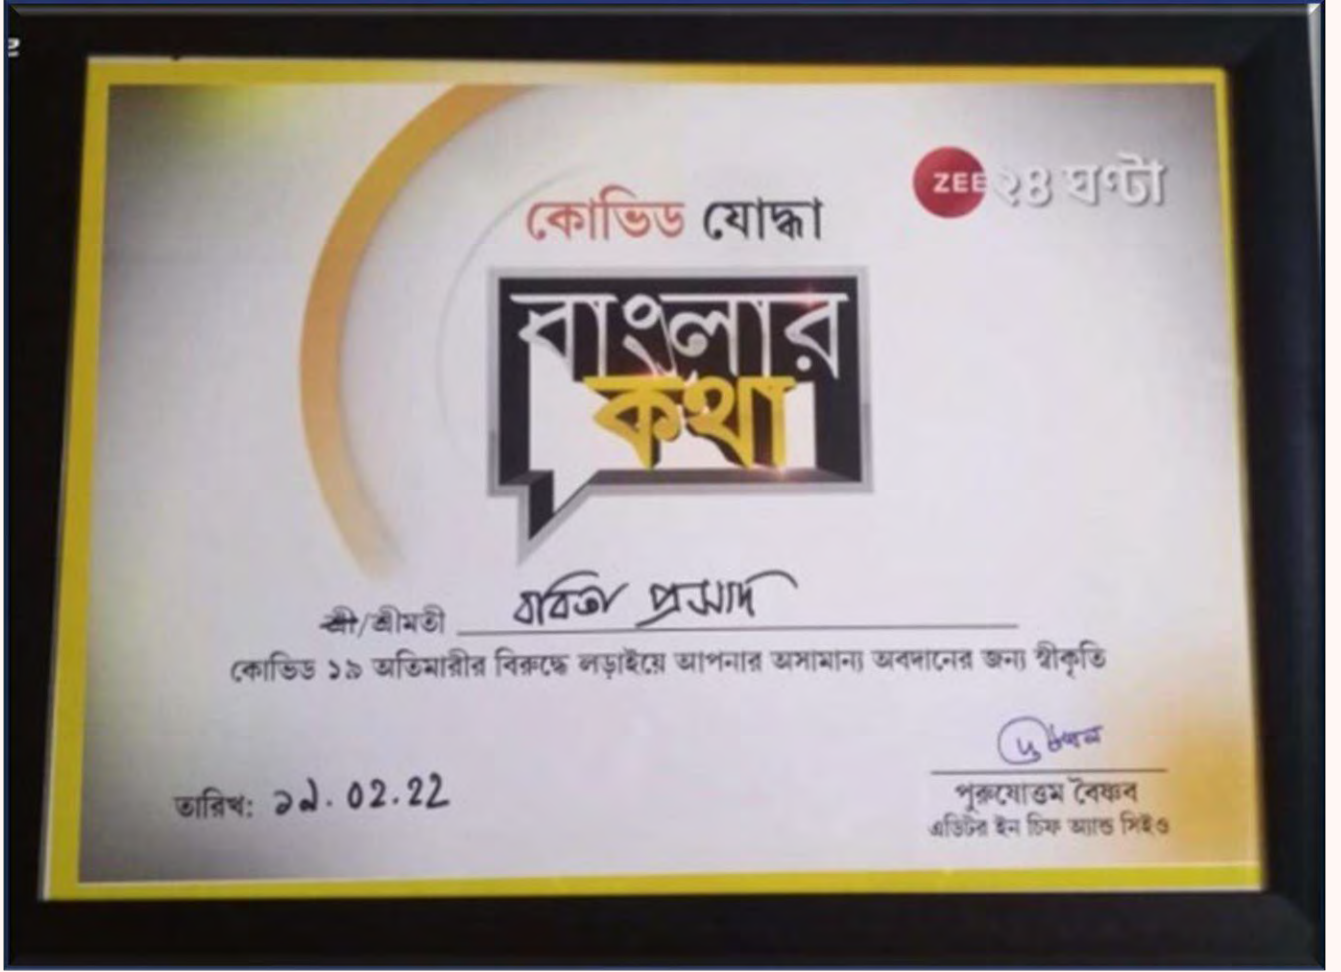 ZEE ২৪ ঘণ্টা
কোভিড যোদ্ধা
বাংলার
কথা
শ্রী/শ্রীমতী ববিতা প্রসাদ
কোভিড ১৯ অতিমারীর বিরুদ্ধে লড়াইয়ে আপনার অসামান্য অবদানের জন্য স্বীকৃতি
তারিখ: ১৯.02.22
পুরুষোত্তম বৈষ্ণব
এডিটর ইন চিফ অ্যান্ড সিইও